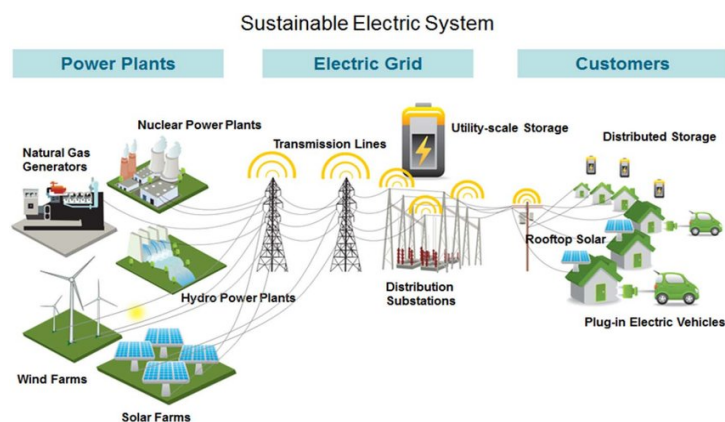 Sustainable Electric System
Power Plants
Electric Grid
Customers
Nuclear Power Plants
Natural Gas
Generators
Hydro Power Plants
Wind Farms
Solar Farms
Transmission Lines
Utility-scale Storage
Distribution
Substations
Distributed Storage
Rooftop Solar
Plug-in Electric Vehicles